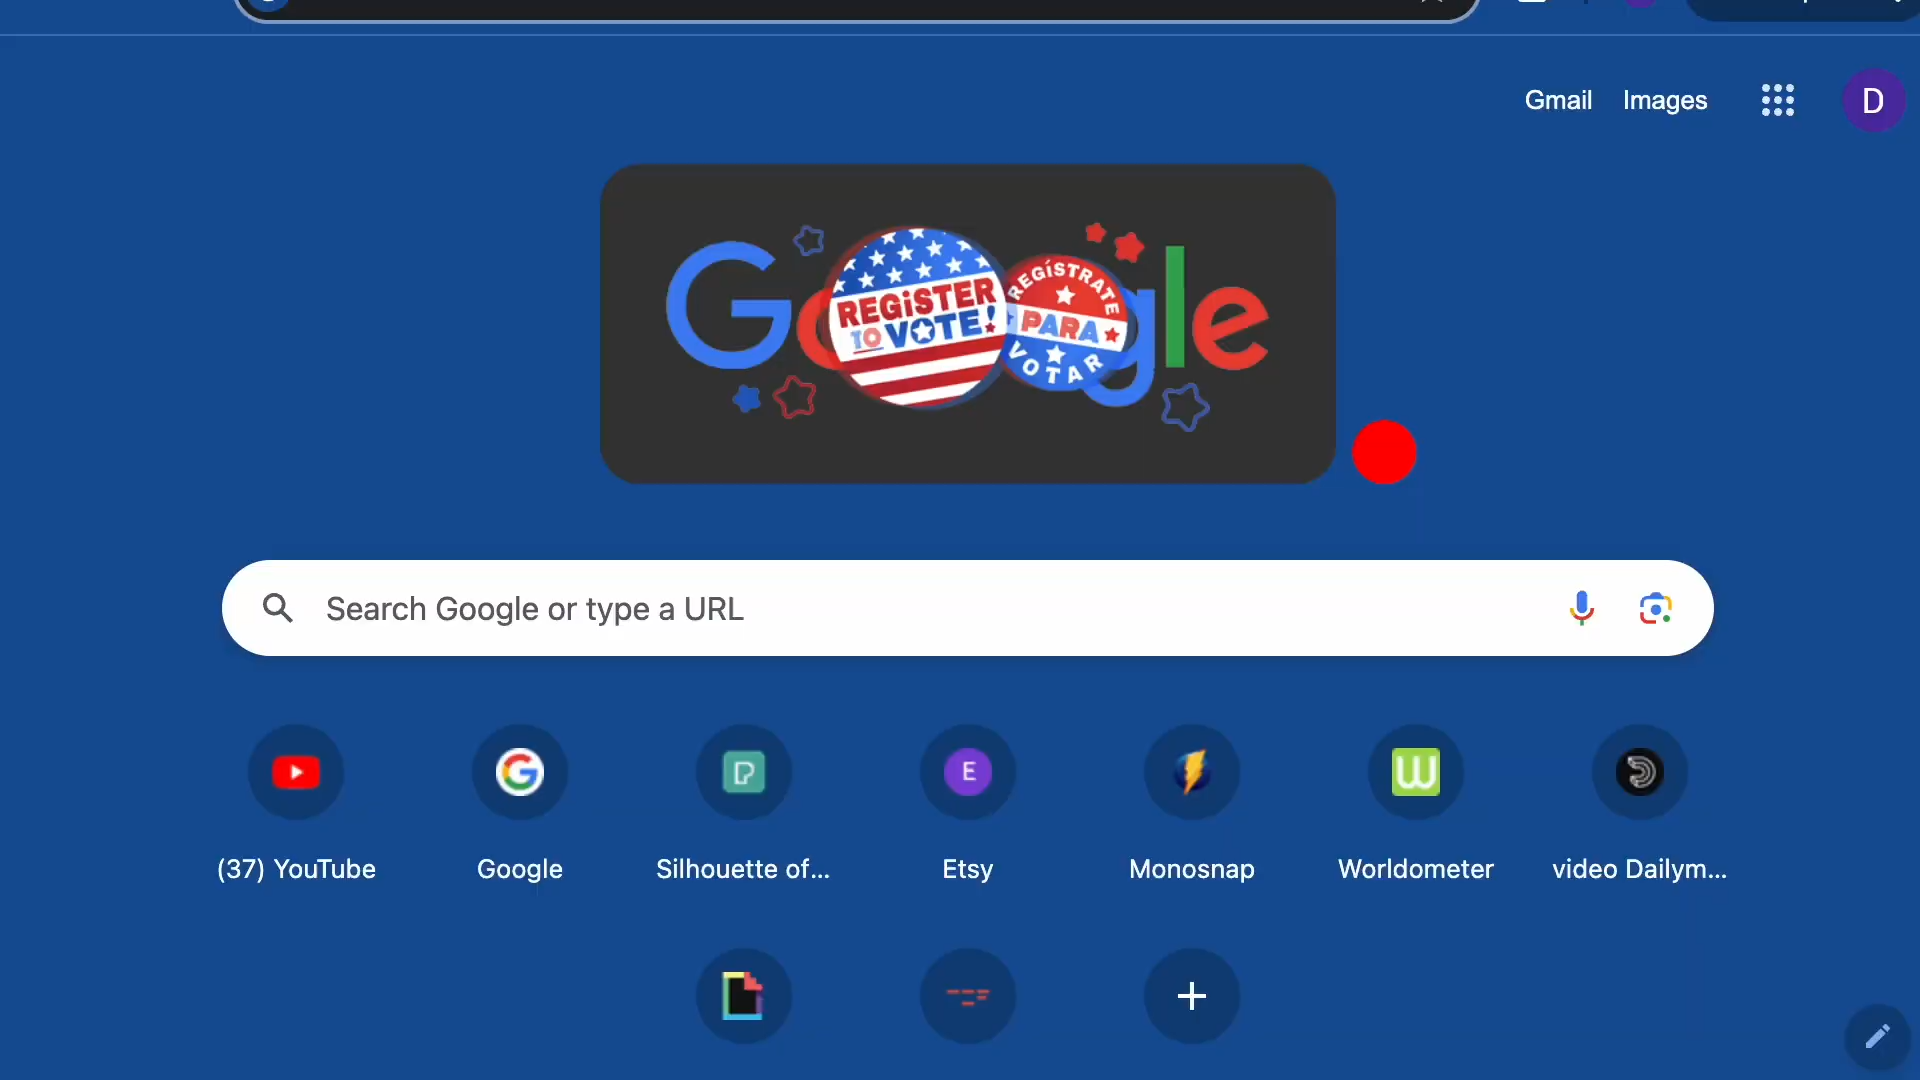 Gmail Images D
Google
REGISTER
TO VOTE!
REGÍSTRATE
PARA
VOTAR
Search Google or type a URL
(37) YouTube Google Silhouette of... Etsy Monosnap Worldometer video Dailym...